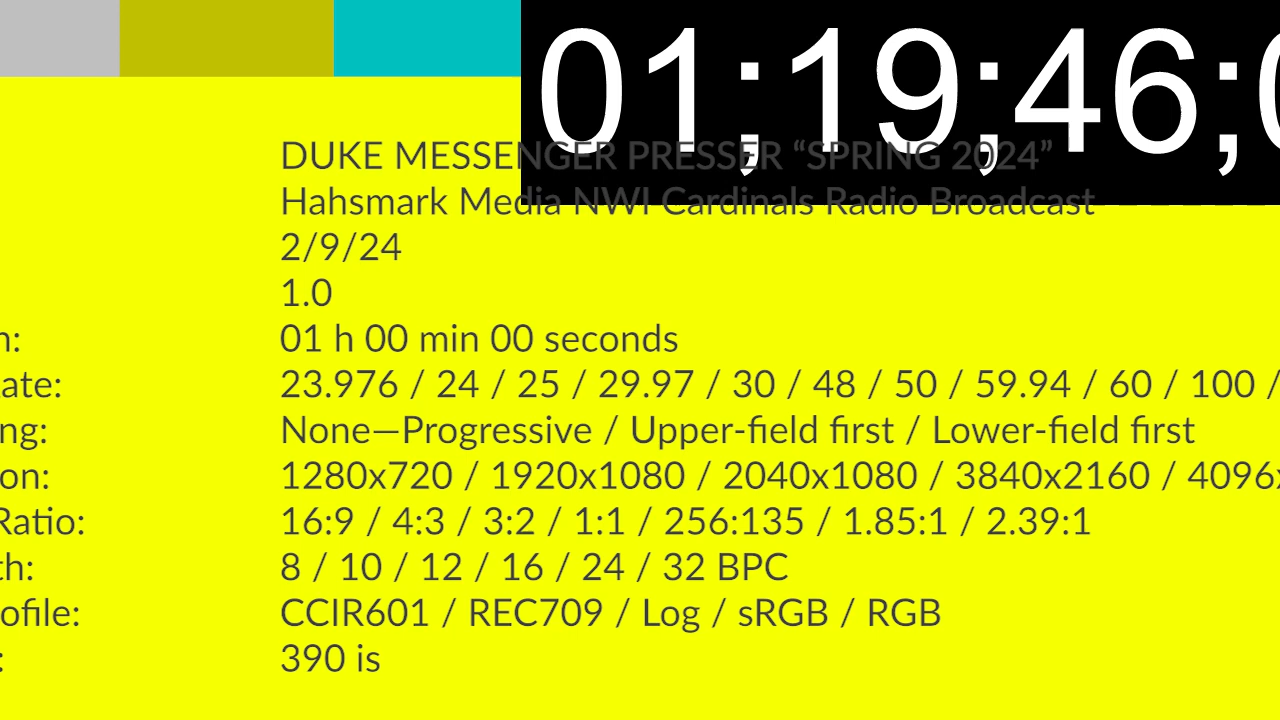 01;19;46;0
DUKE MESSENGER PRESSER “SPRING 2024”
Hahsmark Media NWI Cardinals Radio Broadcast
2/9/24
1.0
n: 01 h 00 min 00 seconds
ate: 23.976 / 24 / 25 / 29.97 / 30 / 48 / 50 / 59.94 / 60 / 100 /
ng: None—Progressive / Upper-field first / Lower-field first
on: 1280x720 / 1920x1080 / 2040x1080 / 3840x2160 / 4096x
Ratio: 16:9 / 4:3 / 3:2 / 1:1 / 256:135 / 1.85:1 / 2.39:1
th: 8 / 10 / 12 / 16 / 24 / 32 BPC
ofile: CCIR601 / REC709 / Log / sRGB / RGB
: 390 is